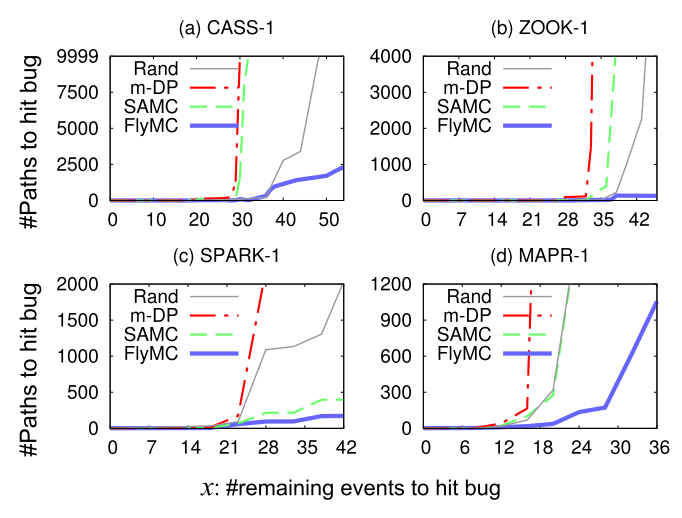 (a) CASS-1
#Paths to hit bug
9999
7500
5000
2500
0
Rand
m-DP
SAMC
FlyMC
0 10 20 30 40 50
(b) ZOOK-1
4000
3000
2000
1000
0
Rand
m-DP
SAMC
FlyMC
0 7 14 21 28 35 42
(c) SPARK-1
#Paths to hit bug
2000
1500
1000
500
0
Rand
m-DP
SAMC
FlyMC
0 7 14 21 28 35 42
(d) MAPR-1
1200
900
600
300
0
Rand
m-DP
SAMC
FlyMC
0 6 12 18 24 30 36
x: #remaining events to hit bug